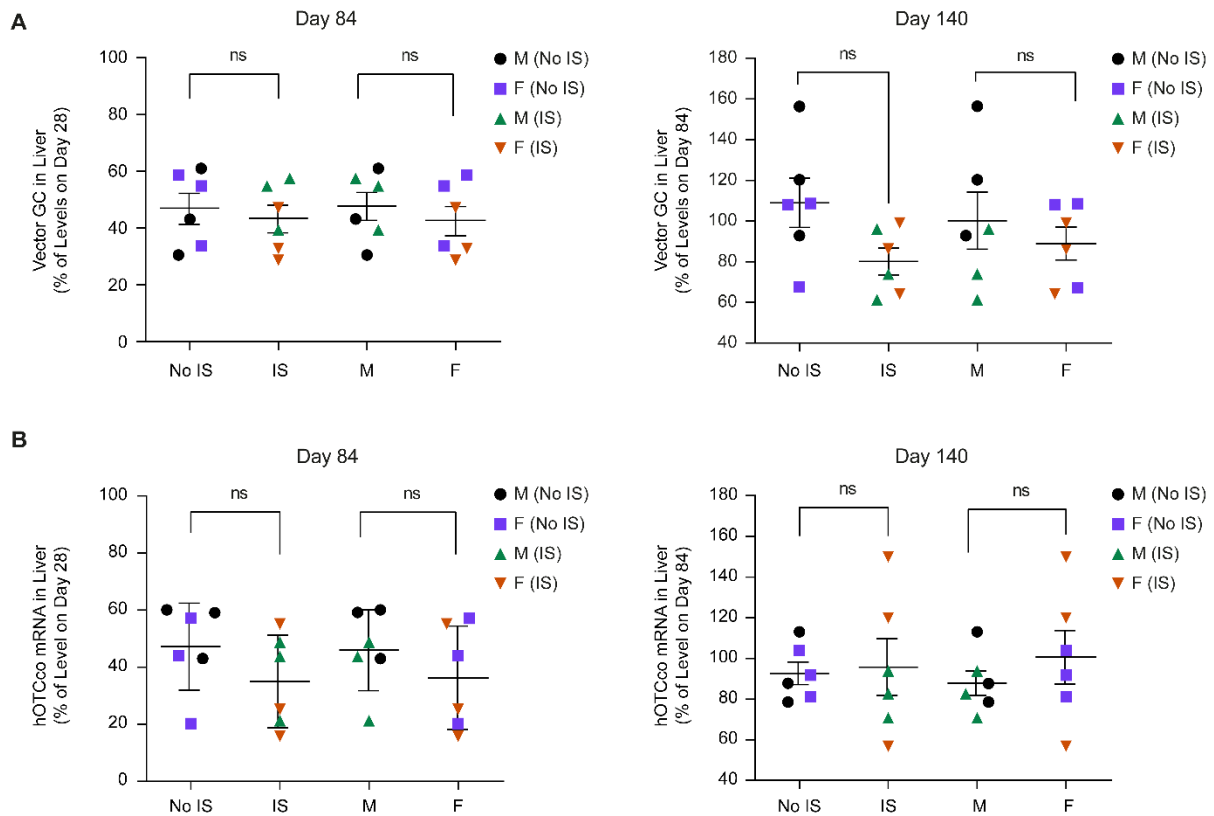 A
Day 84
Vector GC in Liver
(% of Levels on Day 28)
100
80
60
40
20
0
ns
ns
No IS
IS
M
F
M (No IS)
F (No IS)
M (IS)
F (IS)
Day 140
Vector GC in Liver
(% of Levels on Day 84)
180
160
140
120
100
80
60
40
ns
ns
No IS
IS
M
F
M (No IS)
F (No IS)
M (IS)
F (IS)
B
Day 84
hOTCco mRNA in Liver
(% of Level on Day 28)
100
80
60
40
20
0
ns
ns
No IS
IS
M
F
M (No IS)
F (No IS)
M (IS)
F (IS)
Day 140
hOTCco mRNA in Liver
(% of Level on Day 84)
180
160
140
120
100
80
60
40
ns
ns
No IS
IS
M
F
M (No IS)
F (No IS)
M (IS)
F (IS)